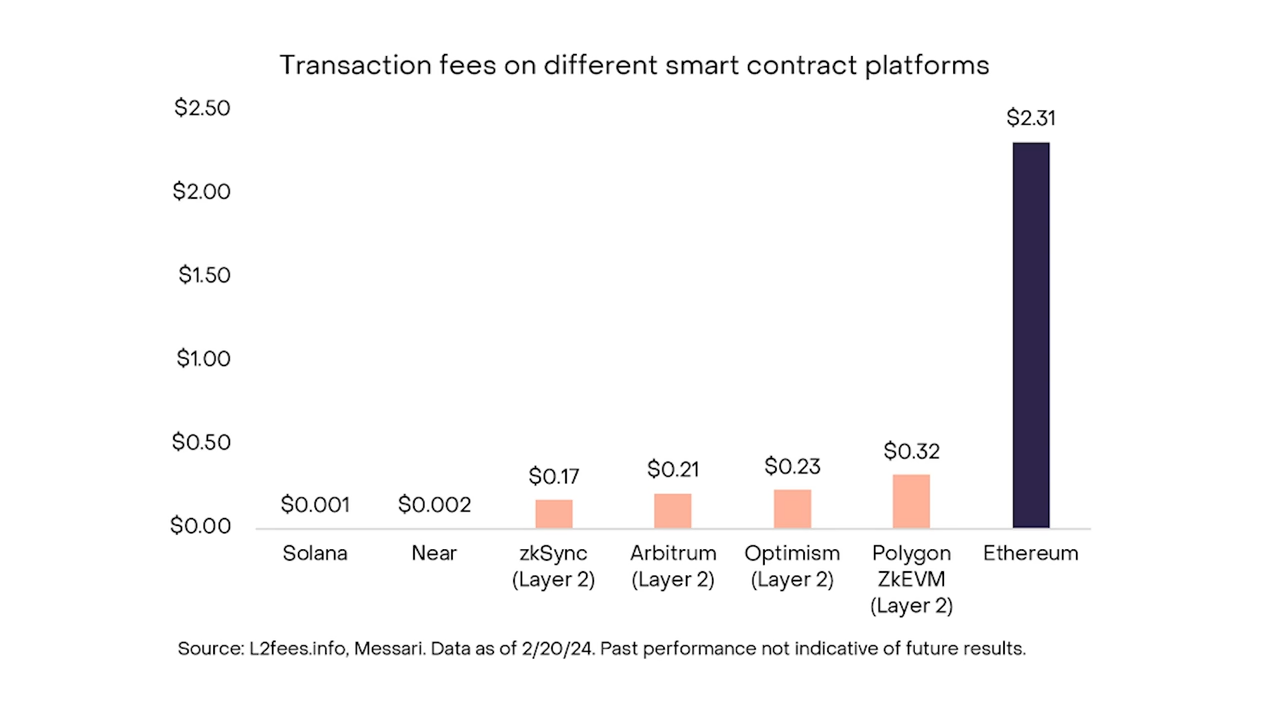 Transaction fees on different smart contract platforms
$2.50
$2.00
$1.50
$1.00
$0.50
$0.00
$0.001
$0.002
$0.17
$0.21
$0.23
$0.32
$2.31
Solana
Near
zkSync
(Layer 2)
Arbitrum
(Layer 2)
Optimism
(Layer 2)
Polygon
ZkEVM
(Layer 2)
Ethereum
Source: L2fees.info, Messari. Data as of 2/20/24. Past performance not indicative of future results.